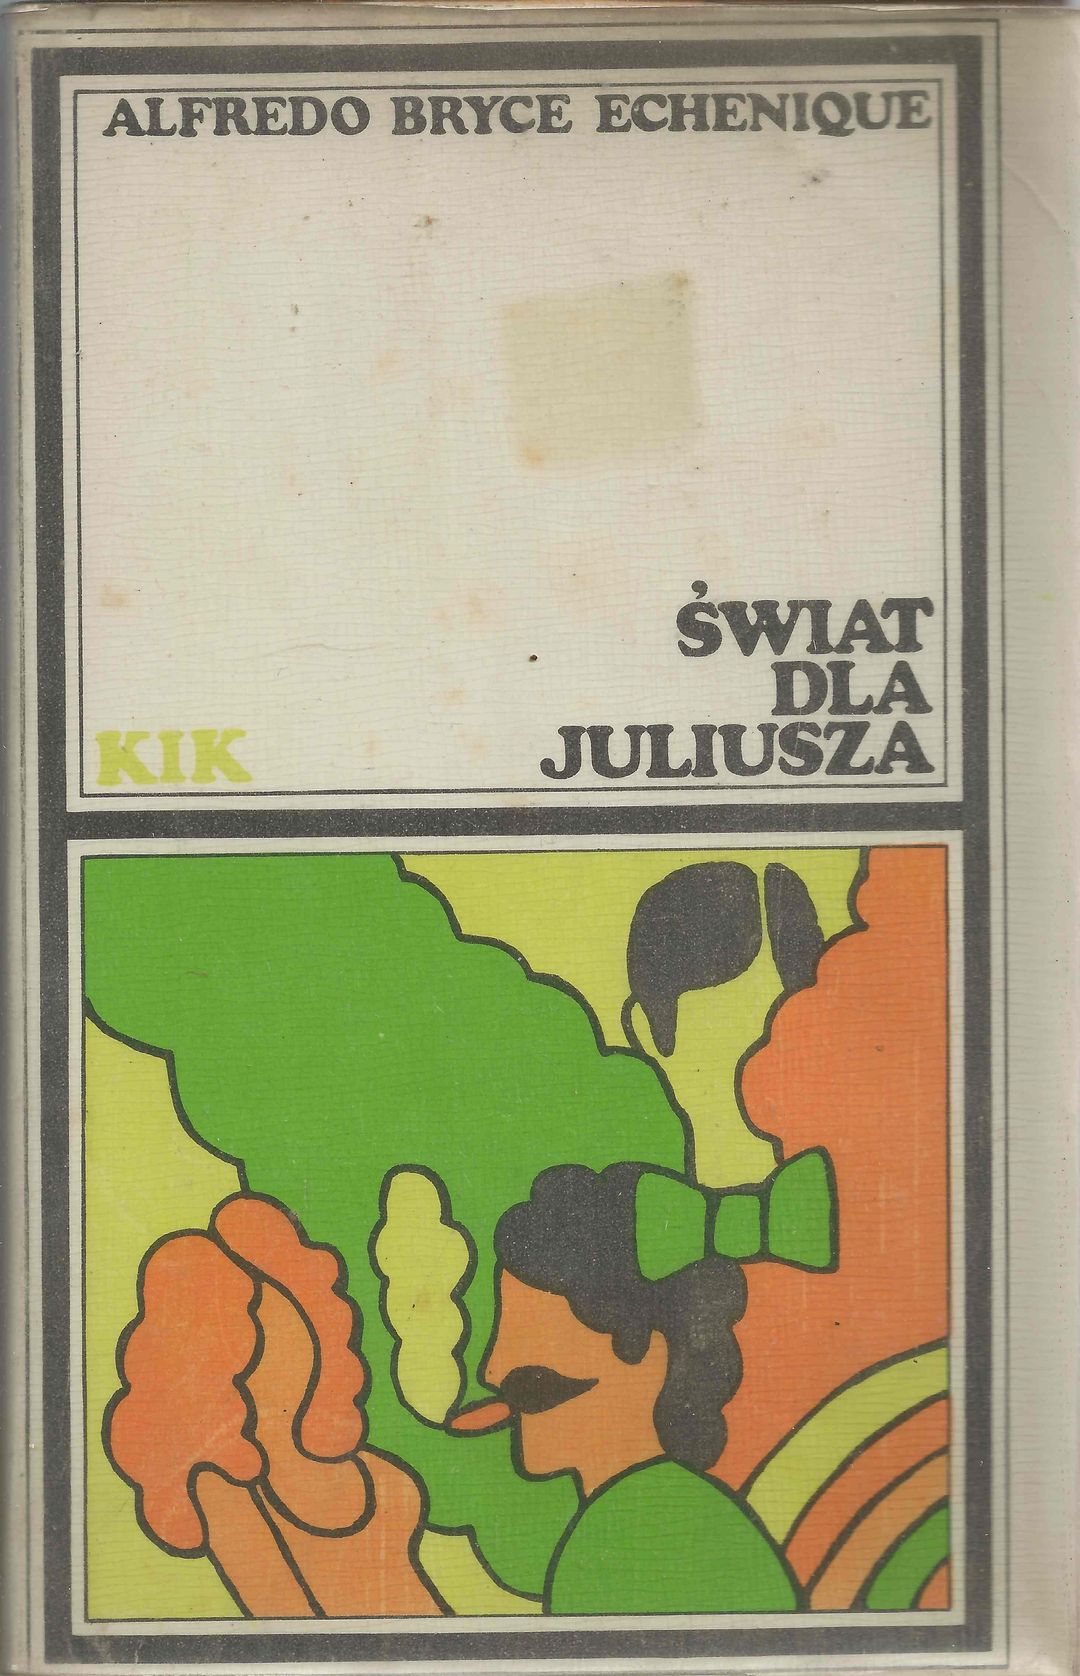 ALFREDO BRYCE ECHENIQUE
ŚWIAT
DLA
JULIUSZA
KIK